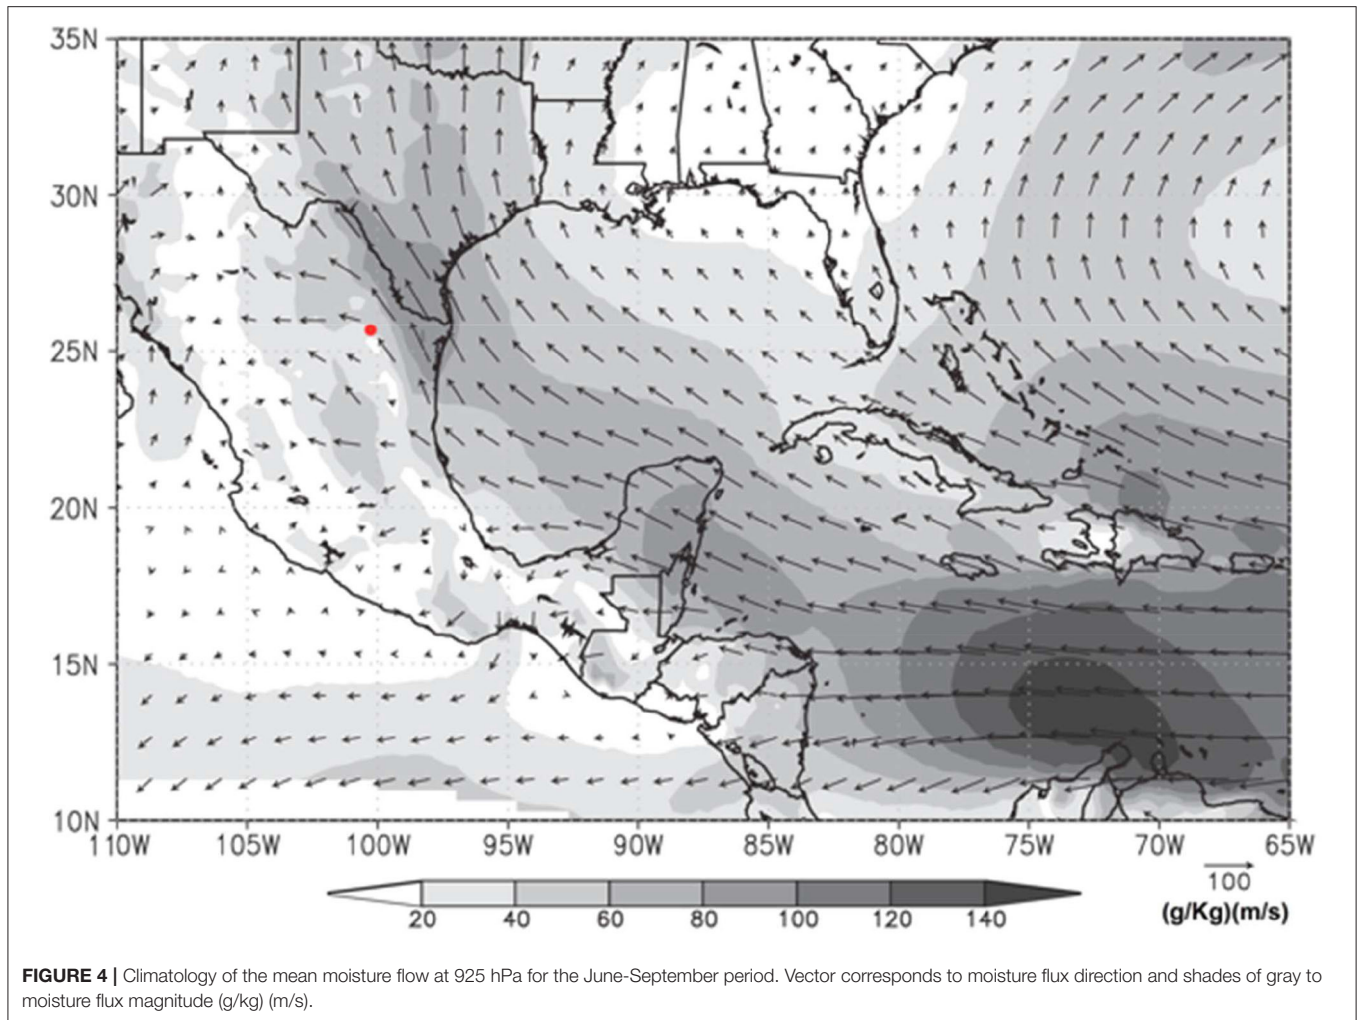 35N
30N
25N
20N
15N
10N
110W 105W 100W 95W 90W 85W 80W 75W 70W 65W
100
20 40 60 80 100 120 140
(g/Kg)(m/s)
FIGURE 4 | Climatology of the mean moisture flow at 925 hPa for the June-September period. Vector corresponds to moisture flux direction and shades of gray to
moisture flux magnitude (g/kg) (m/s).